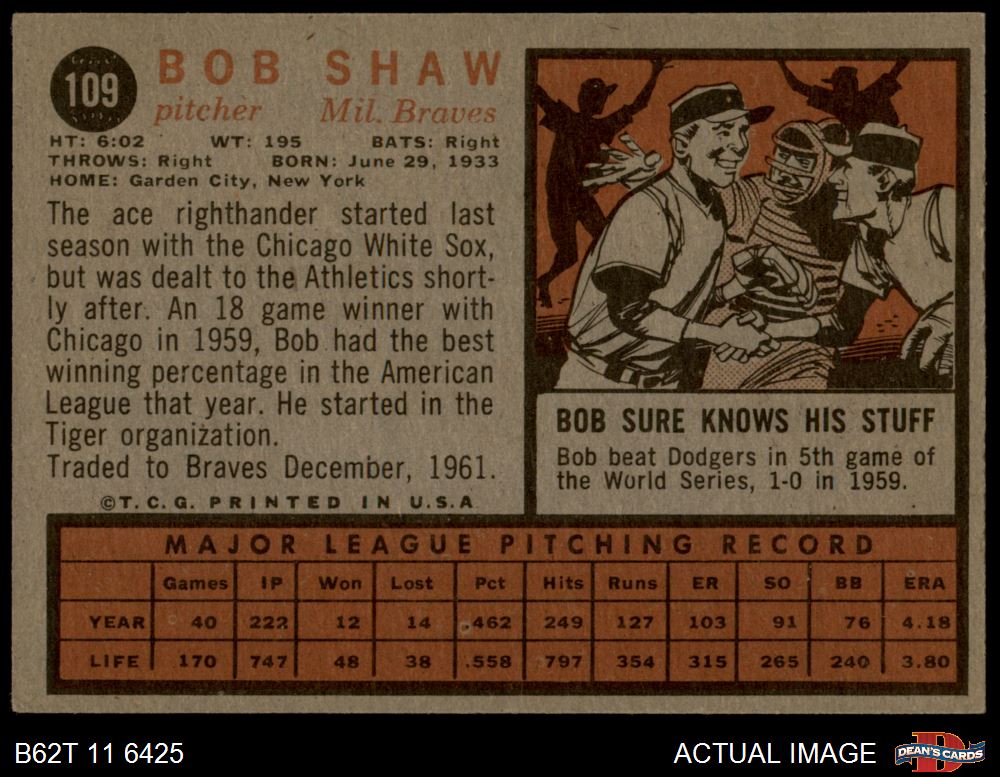 109
BOB SHAW
pitcher Mil. Braves
HT: 6:02 WT: 195 BATS: Right
THROWS: Right BORN: June 29, 1933
HOME: Garden City, New York
The ace righthander started last
season with the Chicago White Sox,
but was dealt to the Athletics short-
ly after. An 18 game winner with
Chicago in 1959, Bob had the best
winning percentage in the American
League that year. He started in the
Tiger organization.
Traded to Braves December, 1961.
©T.C.G. PRINTED IN U.S.A
BOB SURE KNOWS HIS STUFF
Bob beat Dodgers in 5th game of
the World Series, 1-0 in 1959.
MAJOR LEAGUE PITCHING RECORD
Games IP Won Lost Pct Hits Runs ER SO BB ERA
YEAR 40 222 12 14 .462 249 127 103 91 76 4.18
LIFE 170 747 48 38 .558 797 354 315 265 240 3.80
B62T 11 6425
ACTUAL IMAGE
D
DEAN'S CARDS